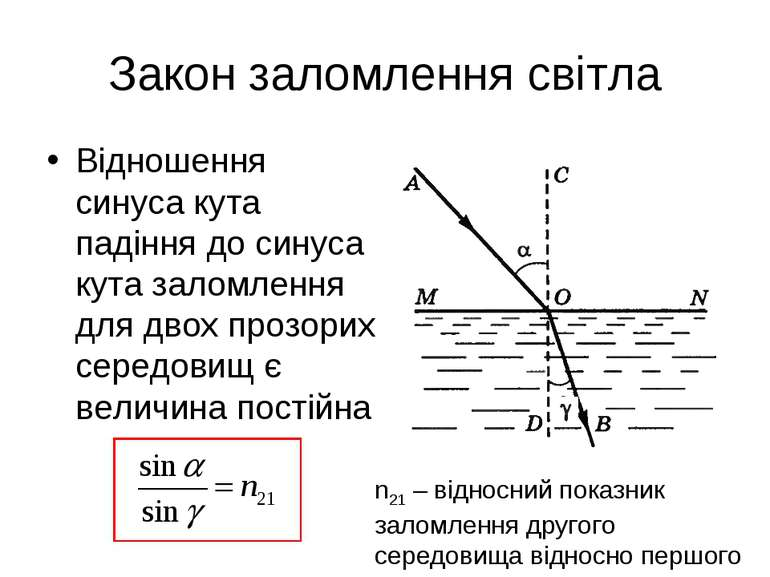 Закон заломлення світла
• Відношення
синуса кута
падіння до синуса
кута заломлення
для двох прозорих
середовищ є
величина постійна
sin α
/ sin γ = n21
A
C
α
M
O
N
γ
D
B
n21 – відносний показник
заломлення другого
середовища відносно першого